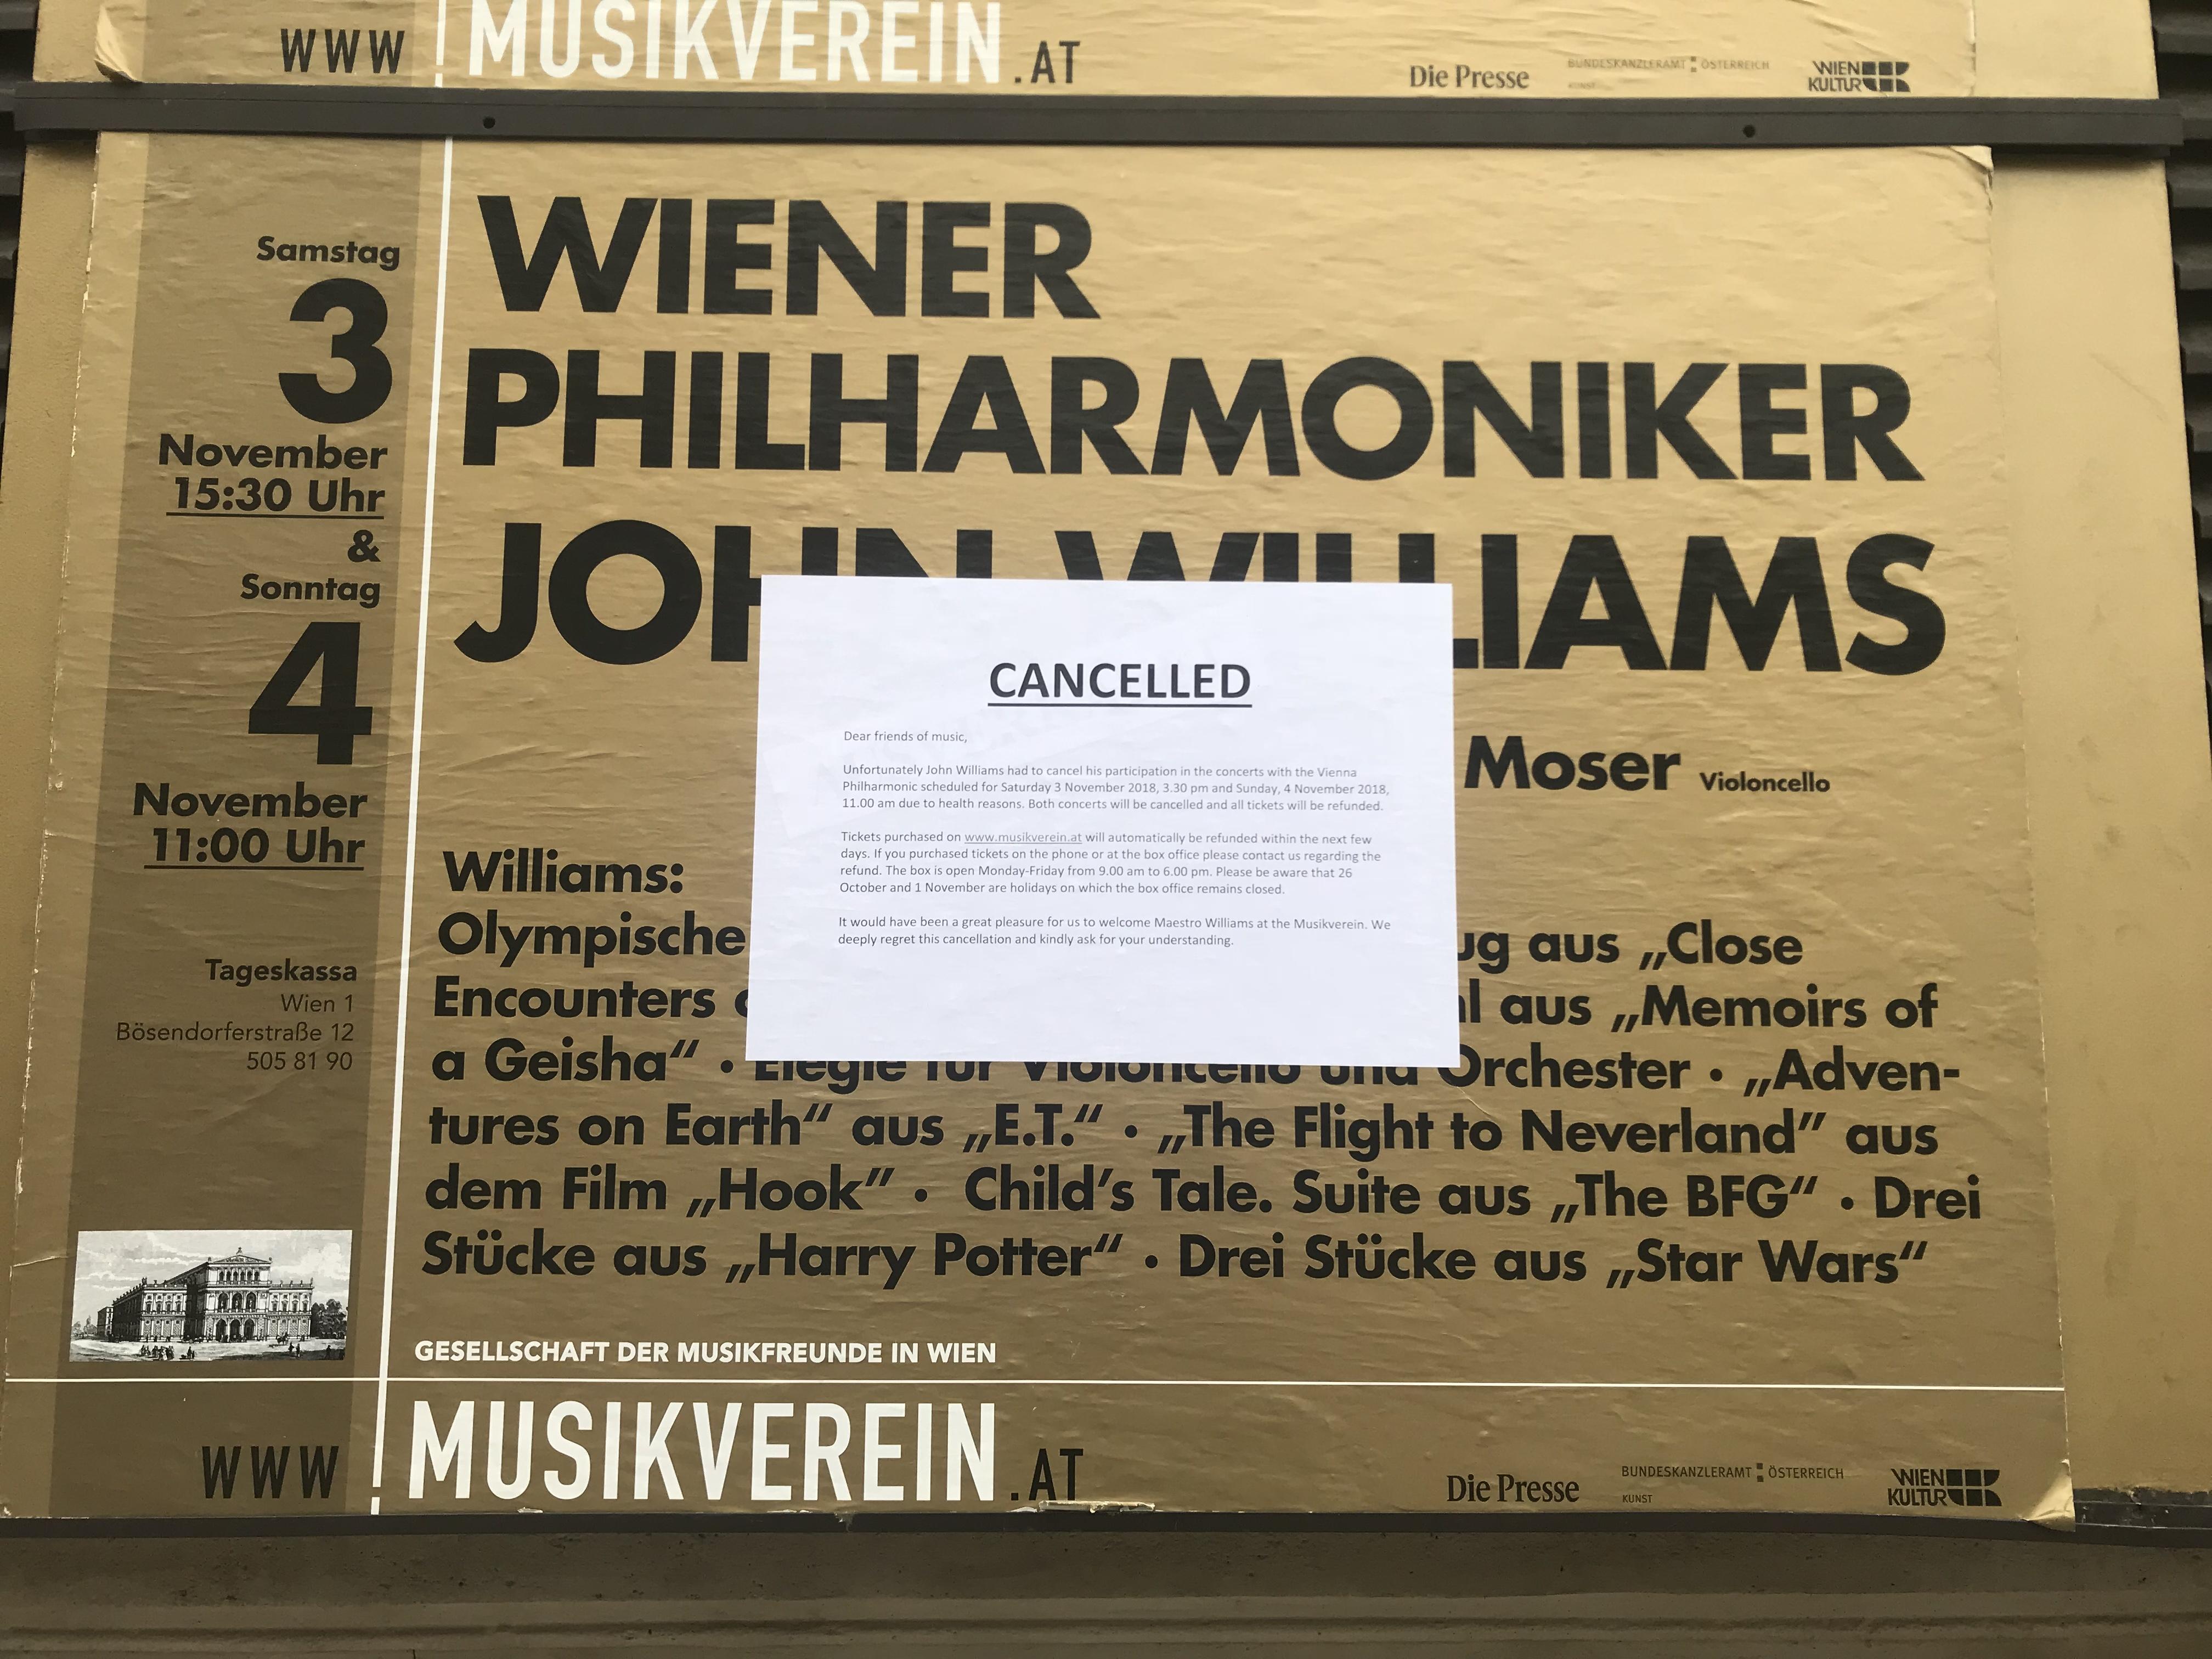 WWW MUSIKVEREIN.AT
Die Presse
BUNDESKANZLERAMT ÖSTERREICH
KUNST
WIEN
KULTUR
Samstag
3
November
15:30 Uhr
&
Sonntag
4
November
11:00 Uhr
Tageskassa
Wien 1
Bösendorferstraße 12
505 81 90
WIENER
PHILHARMONIKER
JOHN WILLIAMS
Moser Violoncello
CANCELLED
Dear friends of music,
Unfortunately John Williams had to cancel his participation in the concerts with the Vienna
Philharmonic scheduled for Saturday 3 November 2018, 3.30 pm and Sunday, 4 November 2018,
11.00 am due to health reasons. Both concerts will be cancelled and all tickets will be refunded.
Tickets purchased on www.musikverein.at will automatically be refunded within the next few
days. If you purchased tickets on the phone or at the box office please contact us regarding the
refund. The box is open Monday-Friday from 9.00 am to 6.00 pm. Please be aware that 26
October and 1 November are holidays on which the box office remains closed.
It would have been a great pleasure for us to welcome Maestro Williams at the Musikverein. We
deeply regret this cancellation and kindly ask for your understanding.
Williams:
Olympische aus „Close
Encounters aus „Memoirs of
a Geisha“ • Elegie für Violoncello und Orchester • „Adven-
tures on Earth“ aus „E.T.“ • „The Flight to Neverland” aus
dem Film „Hook” • Child’s Tale. Suite aus „The BFG“ • Drei
Stücke aus „Harry Potter“ • Drei Stücke aus „Star Wars“
GESELLSCHAFT DER MUSIKFREUNDE IN WIEN
WWW MUSIKVEREIN.AT
Die Presse
BUNDESKANZLERAMT ÖSTERREICH
KUNST
WIEN
KULTUR